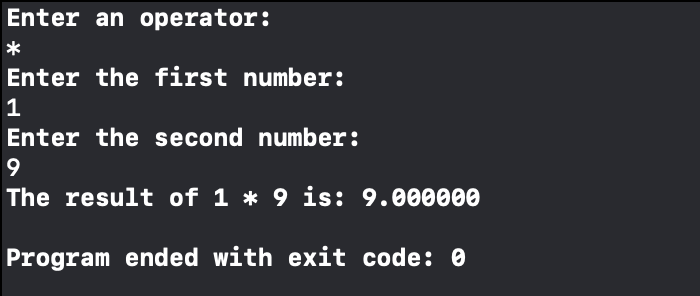 Enter an operator:
*
Enter the first number:
1
Enter the second number:
9
The result of 1 * 9 is: 9.000000
Program ended with exit code: 0